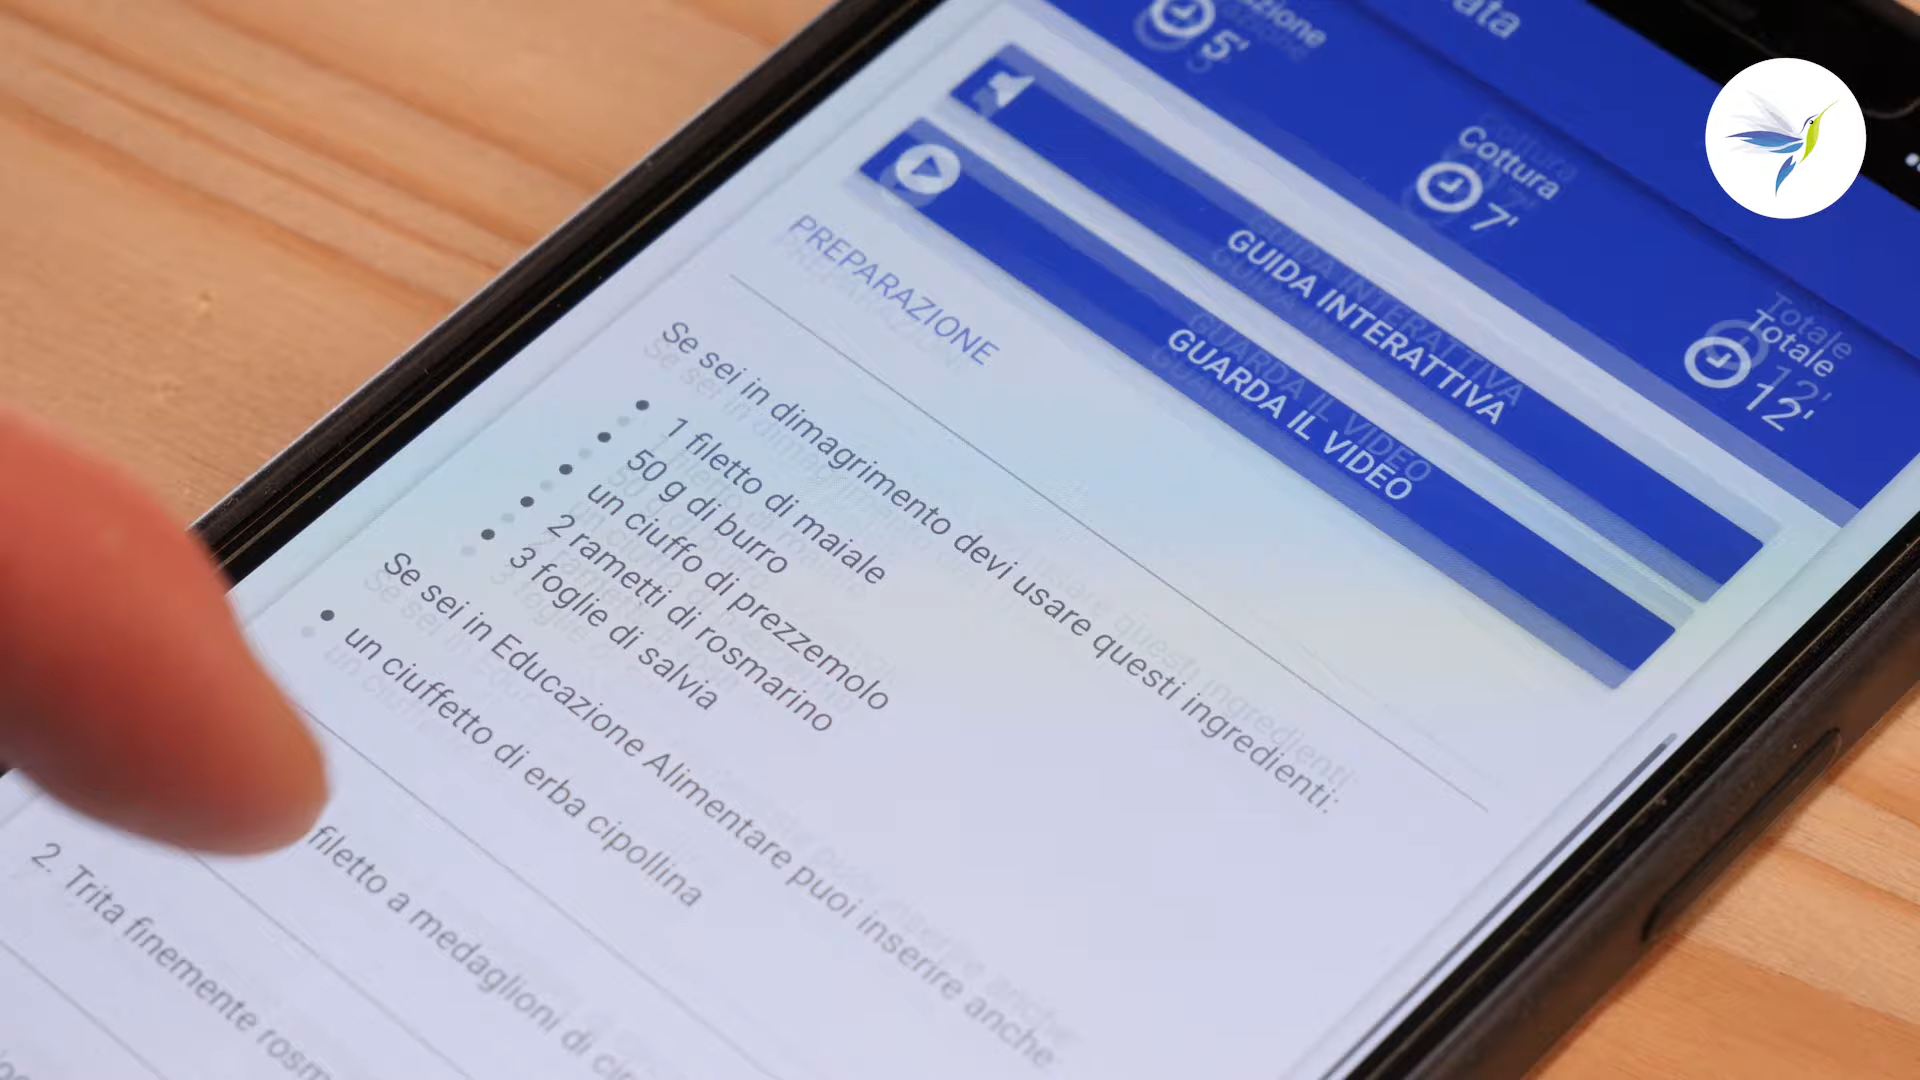 5'
Cottura
7'
Totale
12'
GUIDA INTERATTIVA
GUARDA IL VIDEO
PREPARAZIONE
Se sei in dimagrimento devi usare questi ingredienti:
• 1 filetto di maiale
• 50 g di burro
• un ciuffo di prezzemolo
• 2 rametti di rosmarino
• 3 foglie di salvia
Se sei in Educazione Alimentare puoi inserire anche
• un ciuffetto di erba cipollina
filetto a medaglioni di
2. Trita finemente